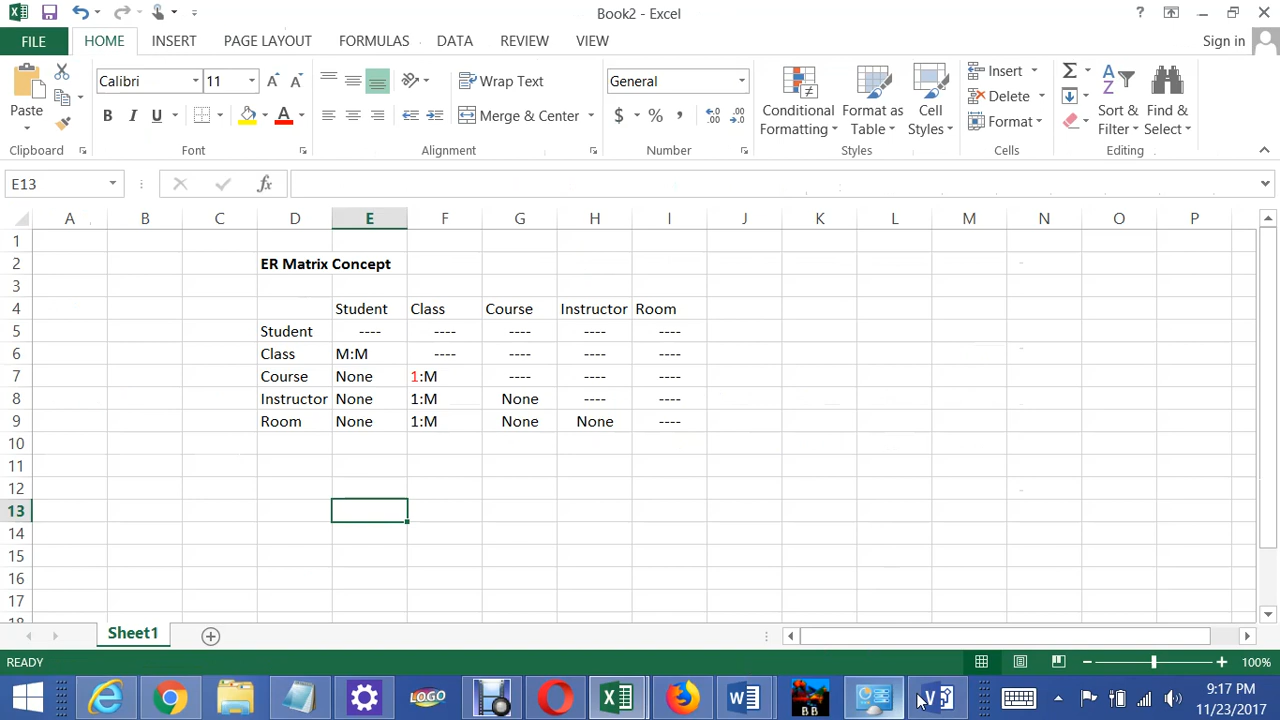 Book2 - Excel
?
FILE HOME INSERT PAGE LAYOUT FORMULAS DATA REVIEW VIEW Sign in
Paste
Clipboard
Calibri 11
B I U
Font
Wrap Text
Merge & Center
Alignment
General
$ % ,
Number
Conditional Formatting
Format as Table
Cell Styles
Styles
Insert
Delete
Format
Cells
Sort & Filter
Find & Select
Editing
E13
fx
A B C D E F G H I J K L M N O P
1
2 ER Matrix Concept
3
4 Student Class Course Instructor Room
5 Student ---- ---- ---- ---- ----
6 Class M:M ---- ---- ---- ----
7 Course None 1:M ---- ---- ----
8 Instructor None 1:M None ---- ----
9 Room None 1:M None None ----
10
11
12
13
14
15
16
17
18
Sheet1
READY 100%
LOGO
BB
9:17 PM
11/23/2017